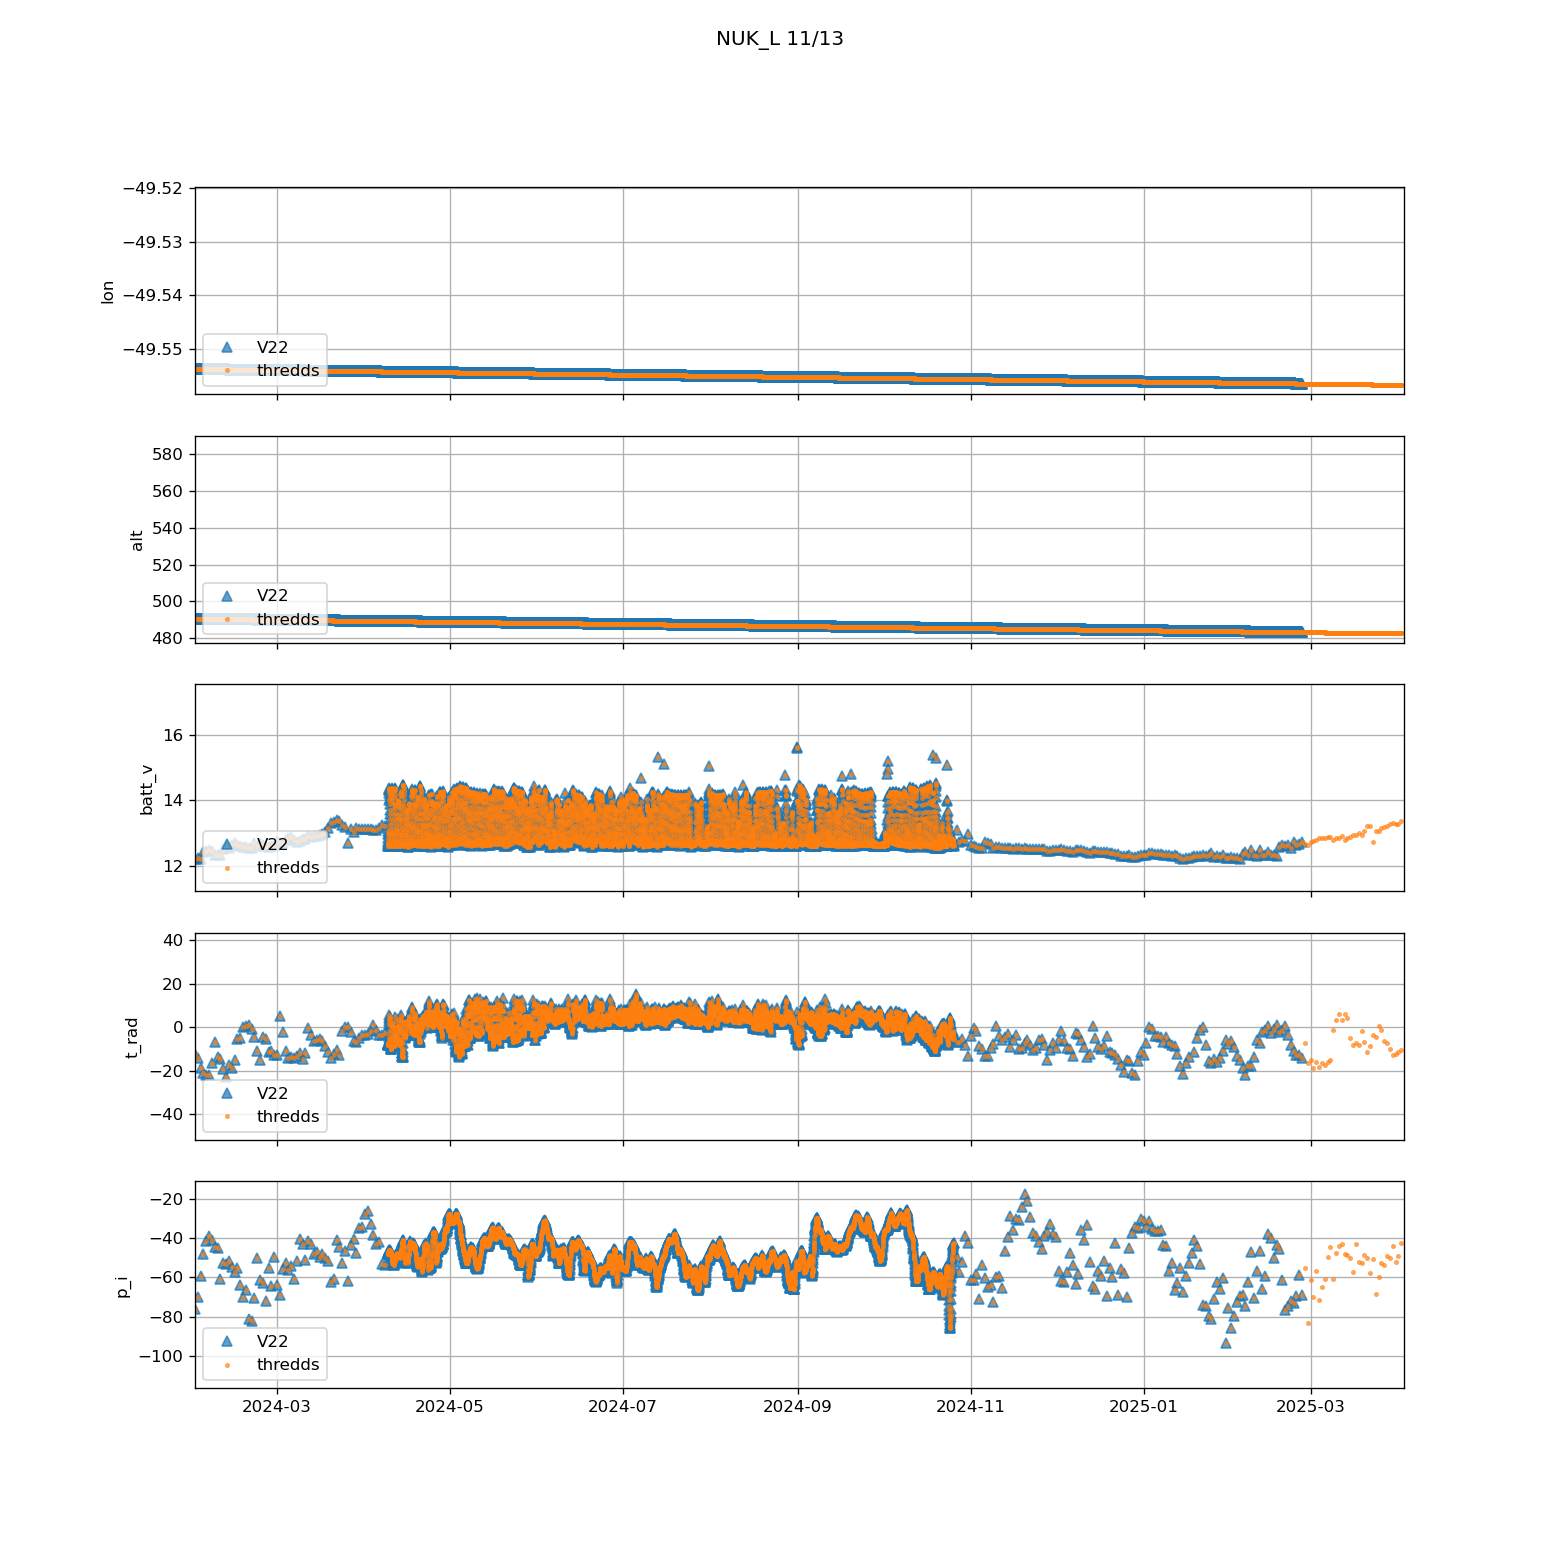 NUK_L 11/13
−49.52
−49.53
−49.54
−49.55
lon
V22
thredds
580
560
540
520
500
480
alt
V22
thredds
16
14
12
batt_v
V22
thredds
40
20
0
−20
−40
t_rad
V22
thredds
−20
−40
−60
−80
−100
p_i
V22
thredds
2024-03 2024-05 2024-07 2024-09 2024-11 2025-01 2025-03